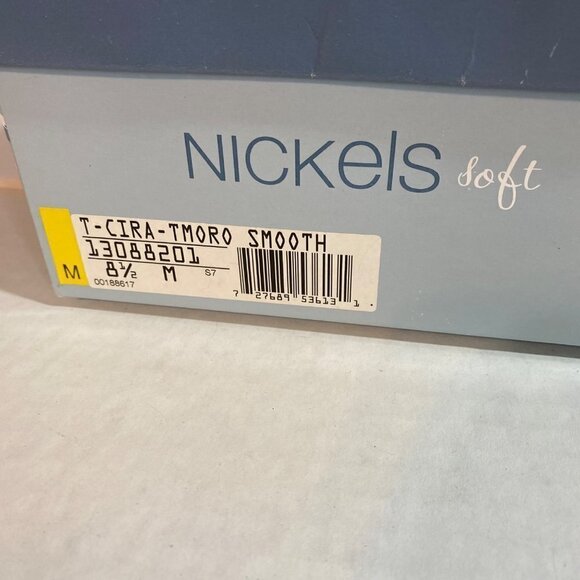 NICKels soft
T-CIRA-TMORO SMOOTH
13088201
M 8½ M S7
00188617
7 27689 53613 1